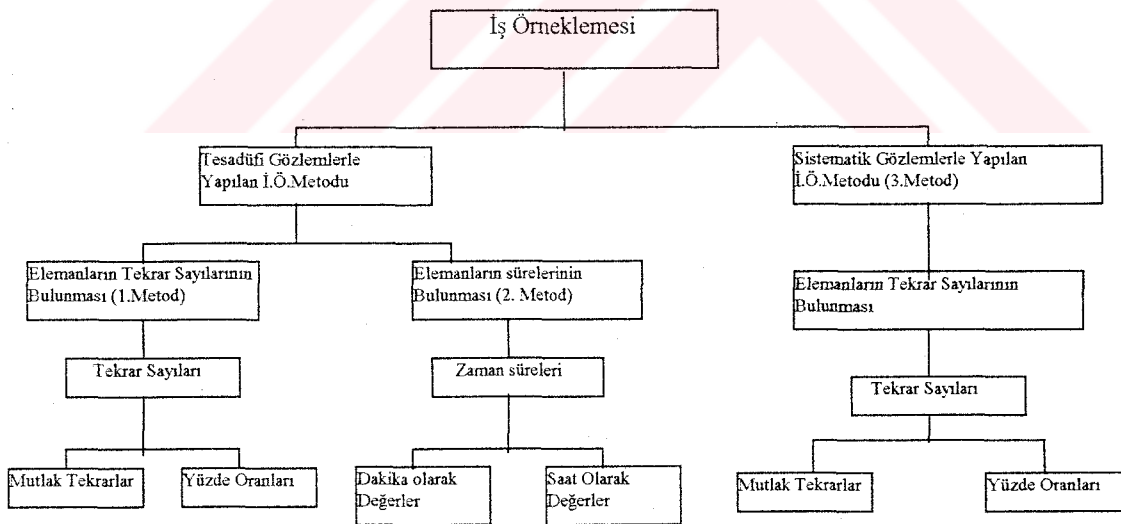 İş Örneklemesi
Tesadüfi Gözlemlerle
Yapılan İ.Ö.Metodu
Sistematik Gözlemlerle Yapılan
İ.Ö.Metodu (3.Metod)
Elemanların Tekrar Sayılarının
Bulunması (1.Metod)
Elemanların sürelerinin
Bulunması (2. Metod)
Elemanların Tekrar Sayılarının
Bulunması
Tekrar Sayıları
Zaman süreleri
Tekrar Sayıları
Mutlak Tekrarlar
Yüzde Oranları
Dakika olarak
Değerler
Saat Olarak
Değerler
Mutlak Tekrarlar
Yüzde Oranları